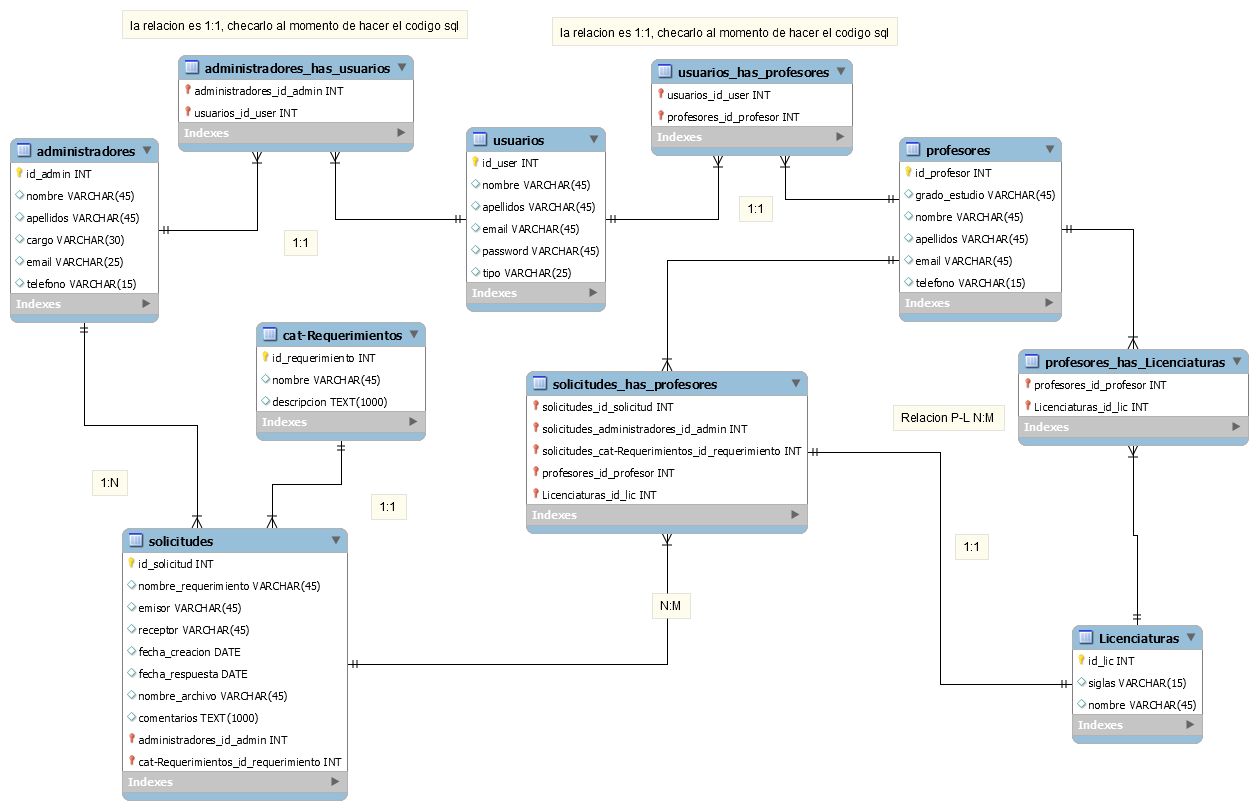 la relacion es 1:1, checarlo al momento de hacer el codigo sql
la relacion es 1:1, checarlo al momento de hacer el codigo sql
administradores_has_usuarios
administradores_id_admin INT
usuarios_id_user INT
Indexes
usuarios_has_profesores
usuarios_id_user INT
profesores_id_profesor INT
Indexes
administradores
id_admin INT
nombre VARCHAR(45)
apellidos VARCHAR(45)
cargo VARCHAR(30)
email VARCHAR(25)
telefono VARCHAR(15)
Indexes
1:1
usuarios
id_user INT
nombre VARCHAR(45)
apellidos VARCHAR(45)
email VARCHAR(45)
password VARCHAR(45)
tipo VARCHAR(25)
Indexes
1:1
profesores
id_profesor INT
grado_estudio VARCHAR(45)
nombre VARCHAR(45)
apellidos VARCHAR(45)
email VARCHAR(45)
telefono VARCHAR(15)
Indexes
cat-Requerimientos
id_requerimiento INT
nombre VARCHAR(45)
descripcion TEXT(1000)
Indexes
solicitudes_has_profesores
solicitudes_id_solicitud INT
solicitudes_administradores_id_admin INT
solicitudes_cat-Requerimientos_id_requerimiento INT
profesores_id_profesor INT
Licenciaturas_id_lic INT
Indexes
Relacion P-L N:M
profesores_has_Licenciaturas
profesores_id_profesor INT
Licenciaturas_id_lic INT
Indexes
1:N
1:1
1:1
N:M
solicitudes
id_solicitud INT
nombre_requerimiento VARCHAR(45)
emisor VARCHAR(45)
receptor VARCHAR(45)
fecha_creacion DATE
fecha_respuesta DATE
nombre_archivo VARCHAR(45)
comentarios TEXT(1000)
administradores_id_admin INT
cat-Requerimientos_id_requerimiento INT
Indexes
Licenciaturas
id_lic INT
siglas VARCHAR(15)
nombre VARCHAR(45)
Indexes